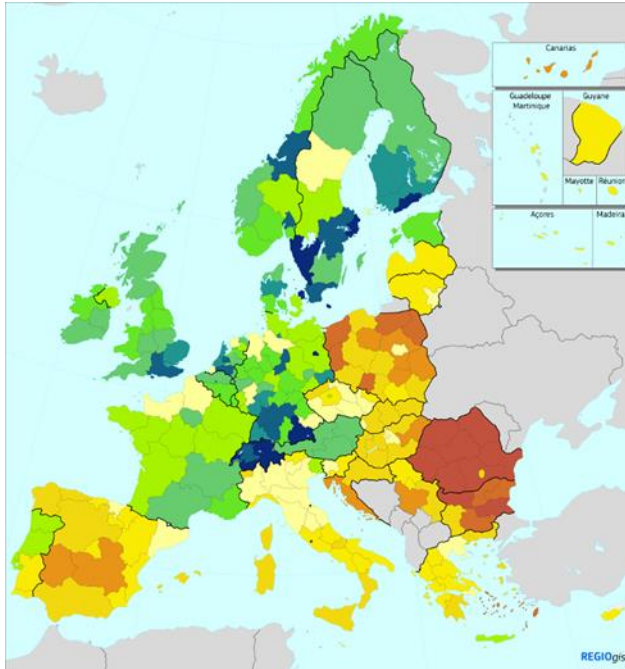 Canarias
Guadeloupe
Martinique
Guyane
Mayotte
Réunion
Açores
Madeira
REGIOgis